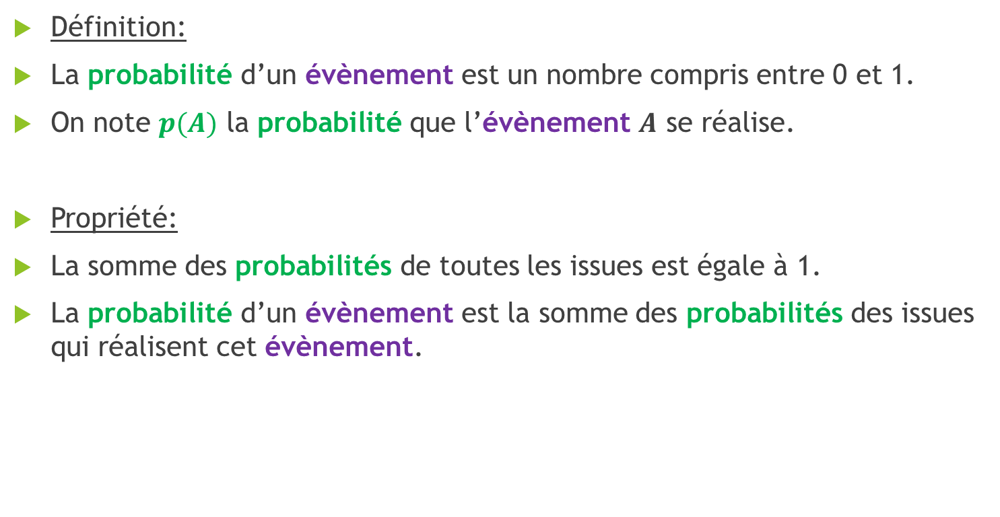 Définition:
La probabilité d’un évènement est un nombre compris entre 0 et 1.
On note p(A) la probabilité que l’évènement A se réalise.
Propriété:
La somme des probabilités de toutes les issues est égale à 1.
La probabilité d’un évènement est la somme des probabilités des issues
qui réalisent cet évènement.